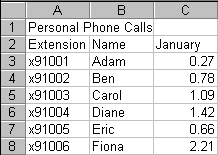 A B C
1 Personal Phone Calls
2 Extension Name January
3 x91001 Adam 0.27
4 x91002 Ben 0.78
5 x91003 Carol 1.09
6 x91004 Diane 1.42
7 x91005 Eric 0.66
8 x91006 Fiona 2.21